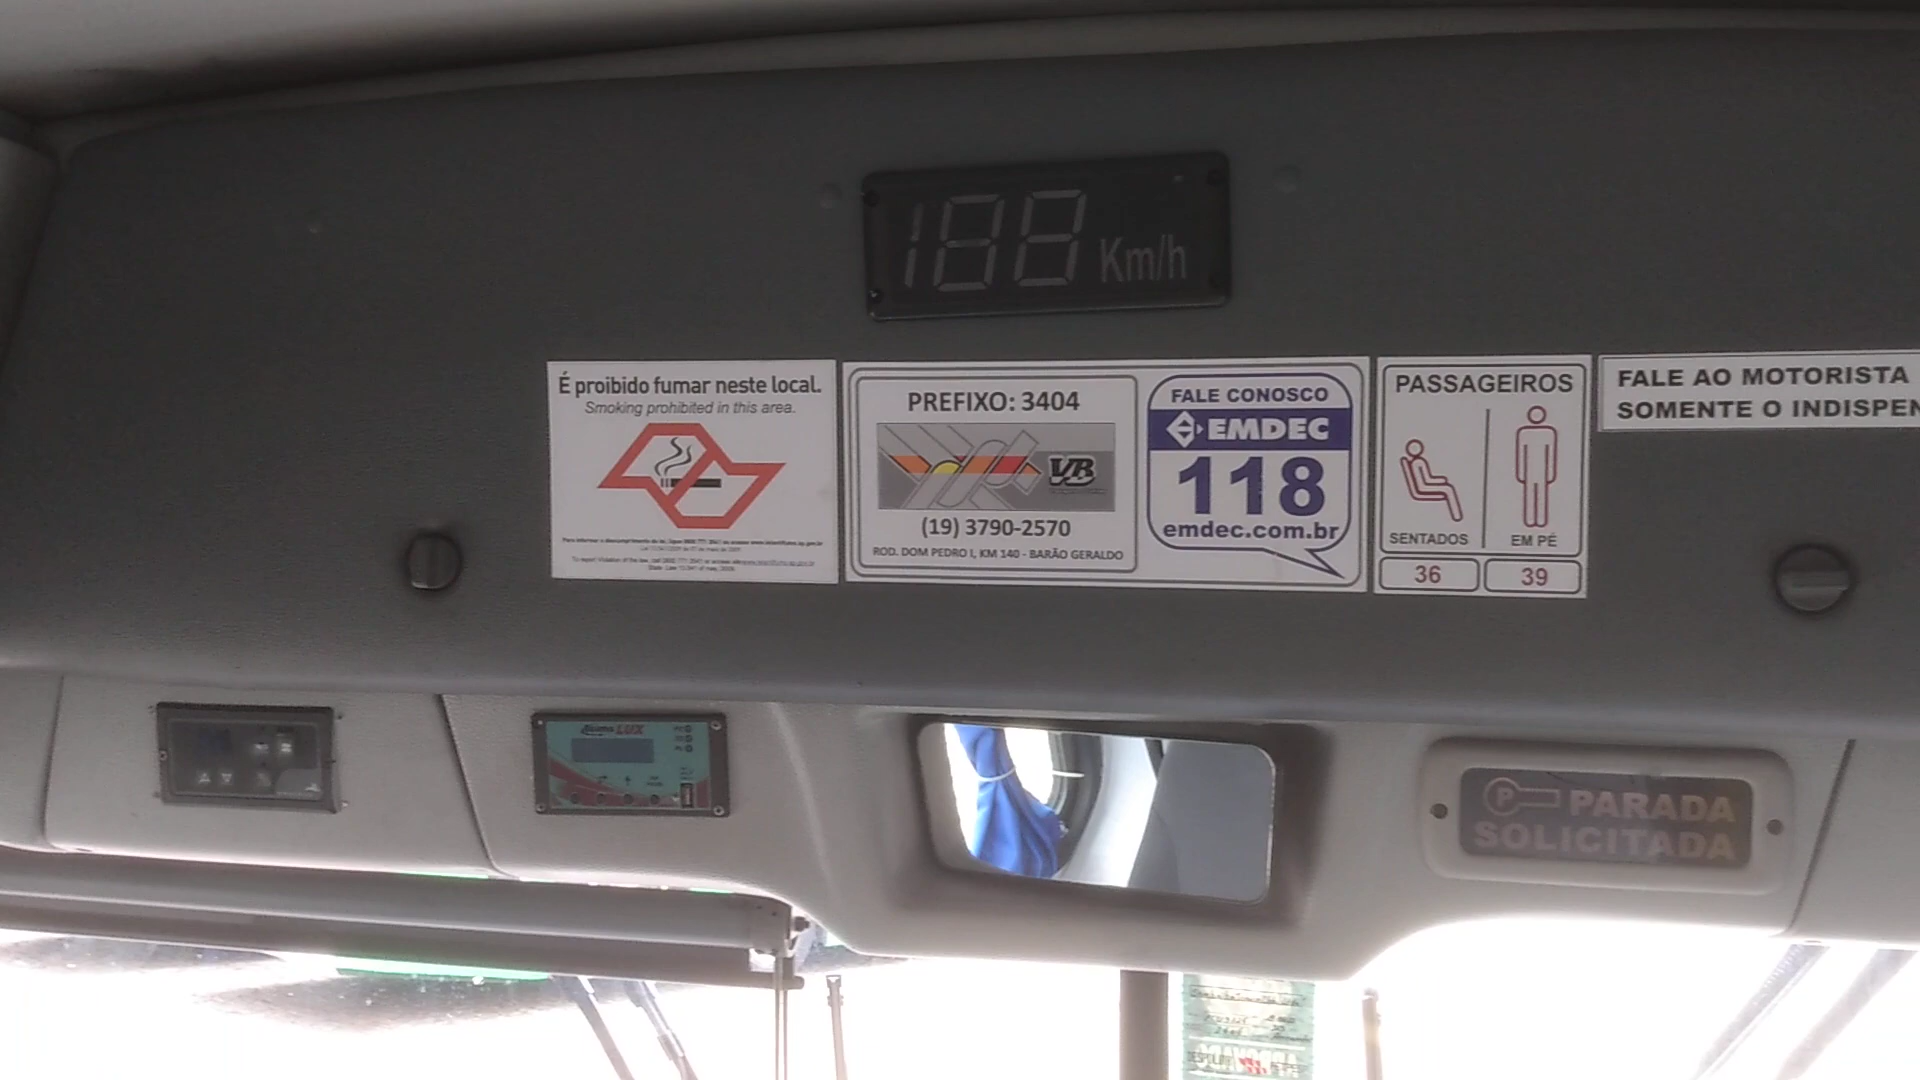 188 Km/h
É proibido fumar neste local.
Smoking prohibited in this area.
PREFIXO: 3404
VB
(19) 3790-2570
ROD. DOM PEDRO I, KM 140 - BARÃO GERALDO
FALE CONOSCO
EMDEC
118
emdec.com.br
PASSAGEIROS
SENTADOS
EM PÉ
36
39
FALE AO MOTORISTA
SOMENTE O INDISPEN
LUX
P PARADA
SOLICITADA